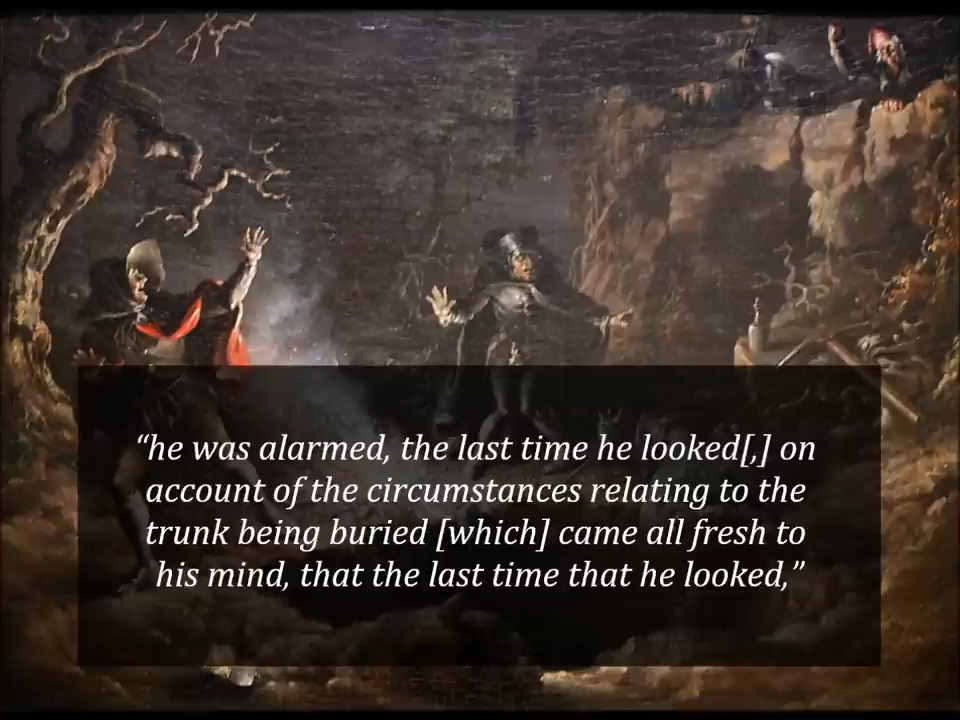 “he was alarmed, the last time he looked[,] on
account of the circumstances relating to the
trunk being buried [which] came all fresh to
his mind, that the last time that he looked,”